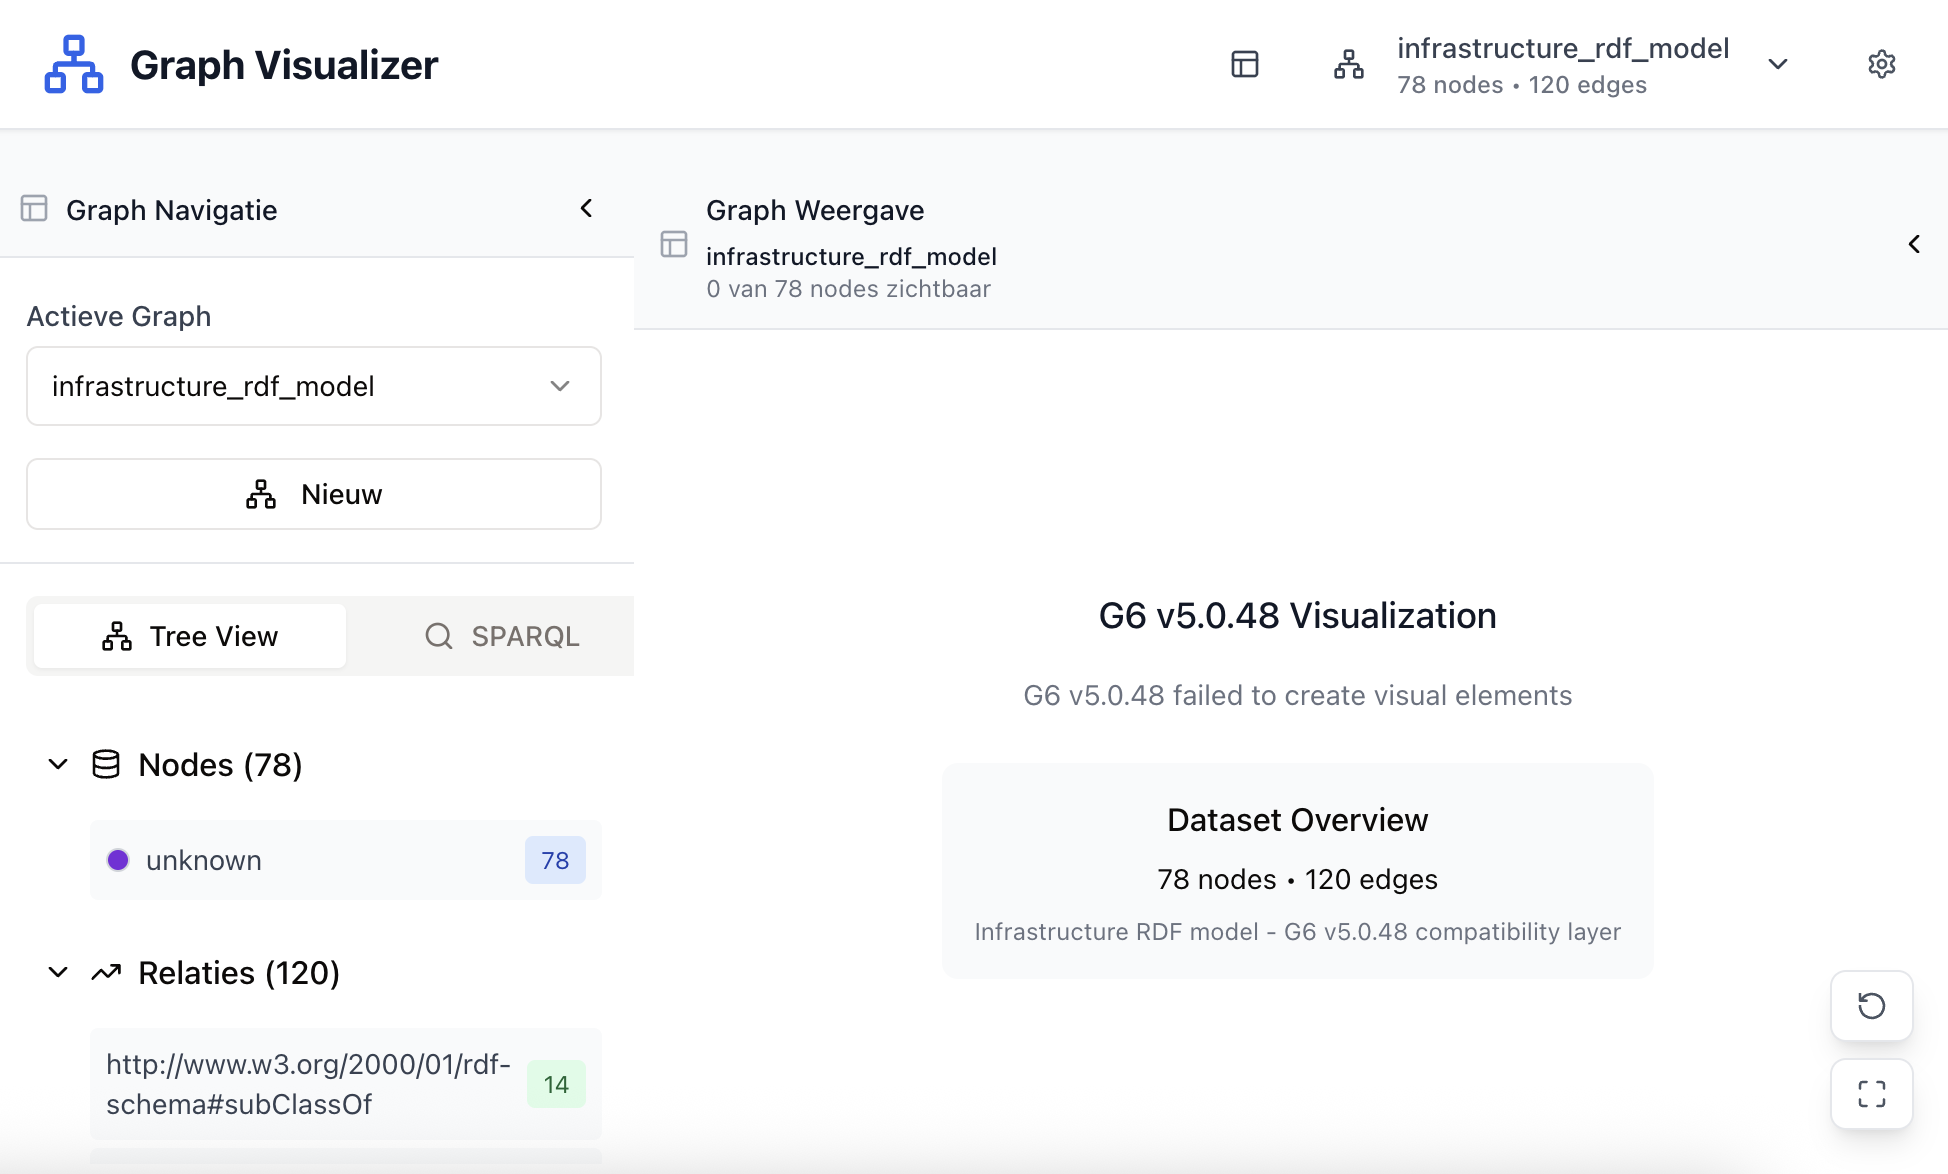 Graph Visualizer
infrastructure_rdf_model
78 nodes • 120 edges
Graph Navigatie
Actieve Graph
infrastructure_rdf_model
Nieuw
Tree View
SPARQL
Nodes (78)
unknown
78
Relaties (120)
http://www.w3.org/2000/01/rdf-
schema#subClassOf
14
Graph Weergave
infrastructure_rdf_model
0 van 78 nodes zichtbaar
G6 v5.0.48 Visualization
G6 v5.0.48 failed to create visual elements
Dataset Overview
78 nodes • 120 edges
Infrastructure RDF model - G6 v5.0.48 compatibility layer